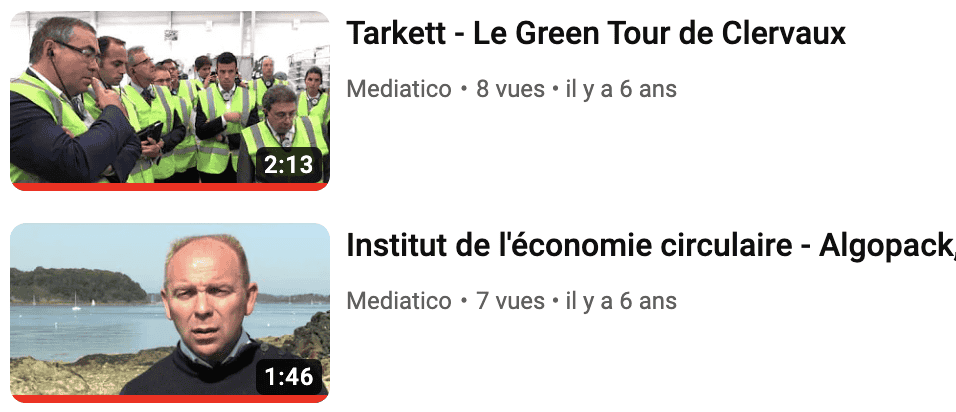 Tarkett - Le Green Tour de Clervaux
Mediatico • 8 vues • il y a 6 ans
2:13
Institut de l'économie circulaire - Algopack,
Mediatico • 7 vues • il y a 6 ans
1:46